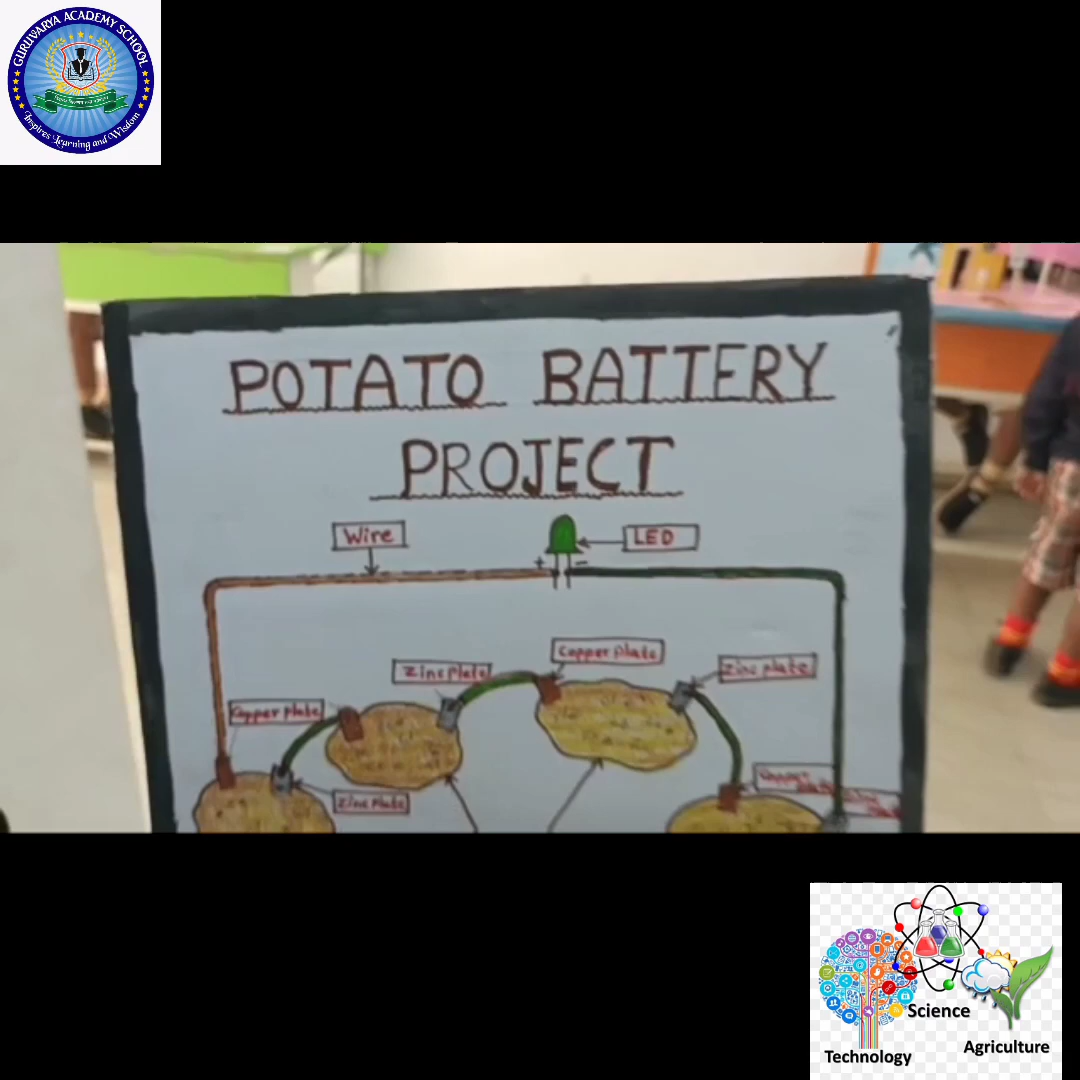 GURUVARYA ACADEMY SCHOOL
Inspires Learning and Wisdom
POTATO BATTERY
PROJECT
Wire
LED
+ −
Copper plate
Zinc plate
Zinc plate
Copper plate
Zinc plate
Copper
Science
Agriculture
Technology